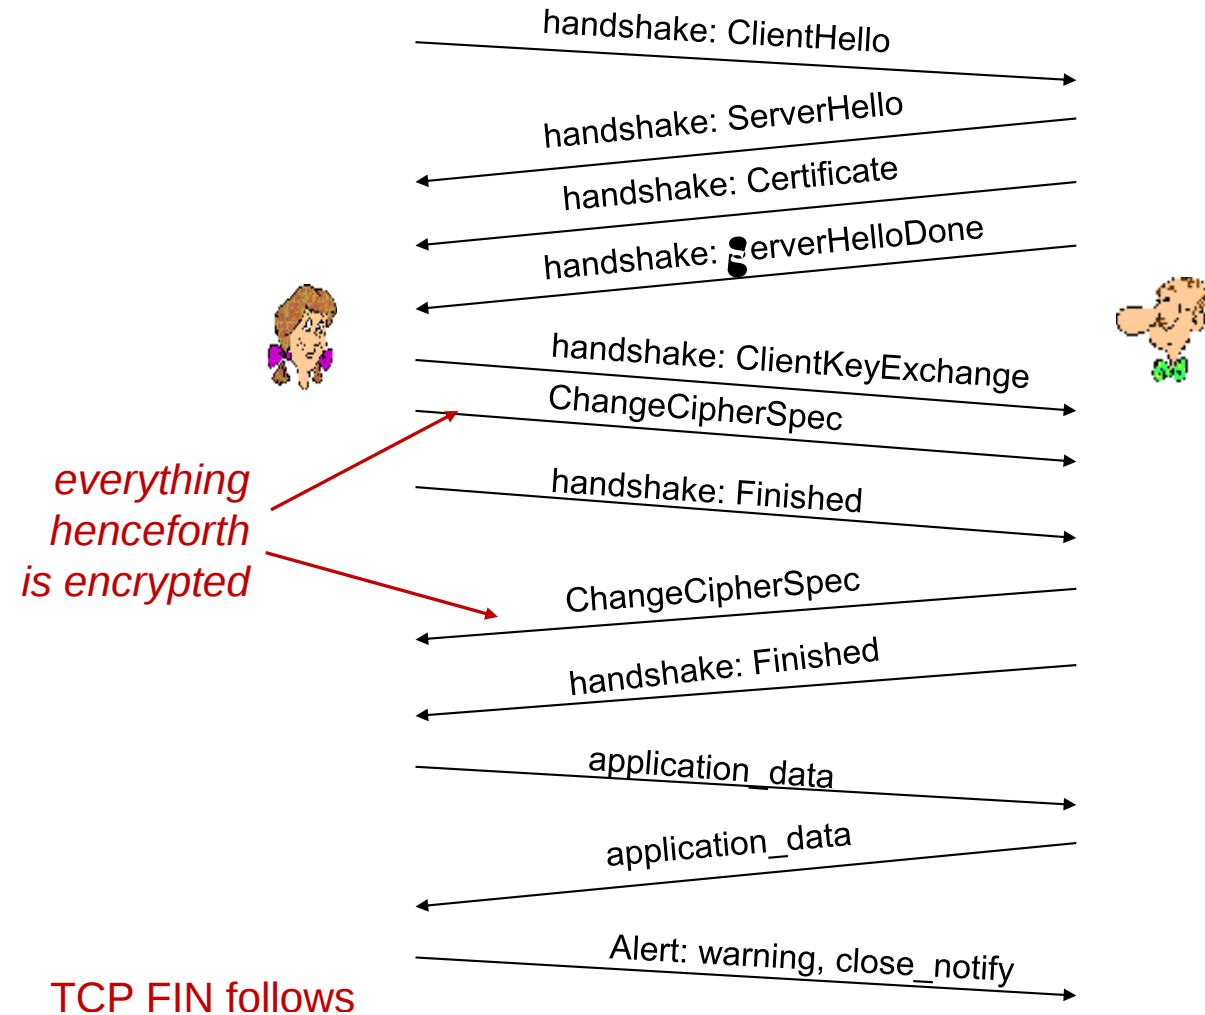 handshake: ClientHello
handshake: ServerHello
handshake: Certificate
handshake: ServerHelloDone
handshake: ClientKeyExchange
ChangeCipherSpec
everything
henceforth
is encrypted
handshake: Finished
ChangeCipherSpec
handshake: Finished
application_data
application_data
Alert: warning, close_notify
TCP FIN follows